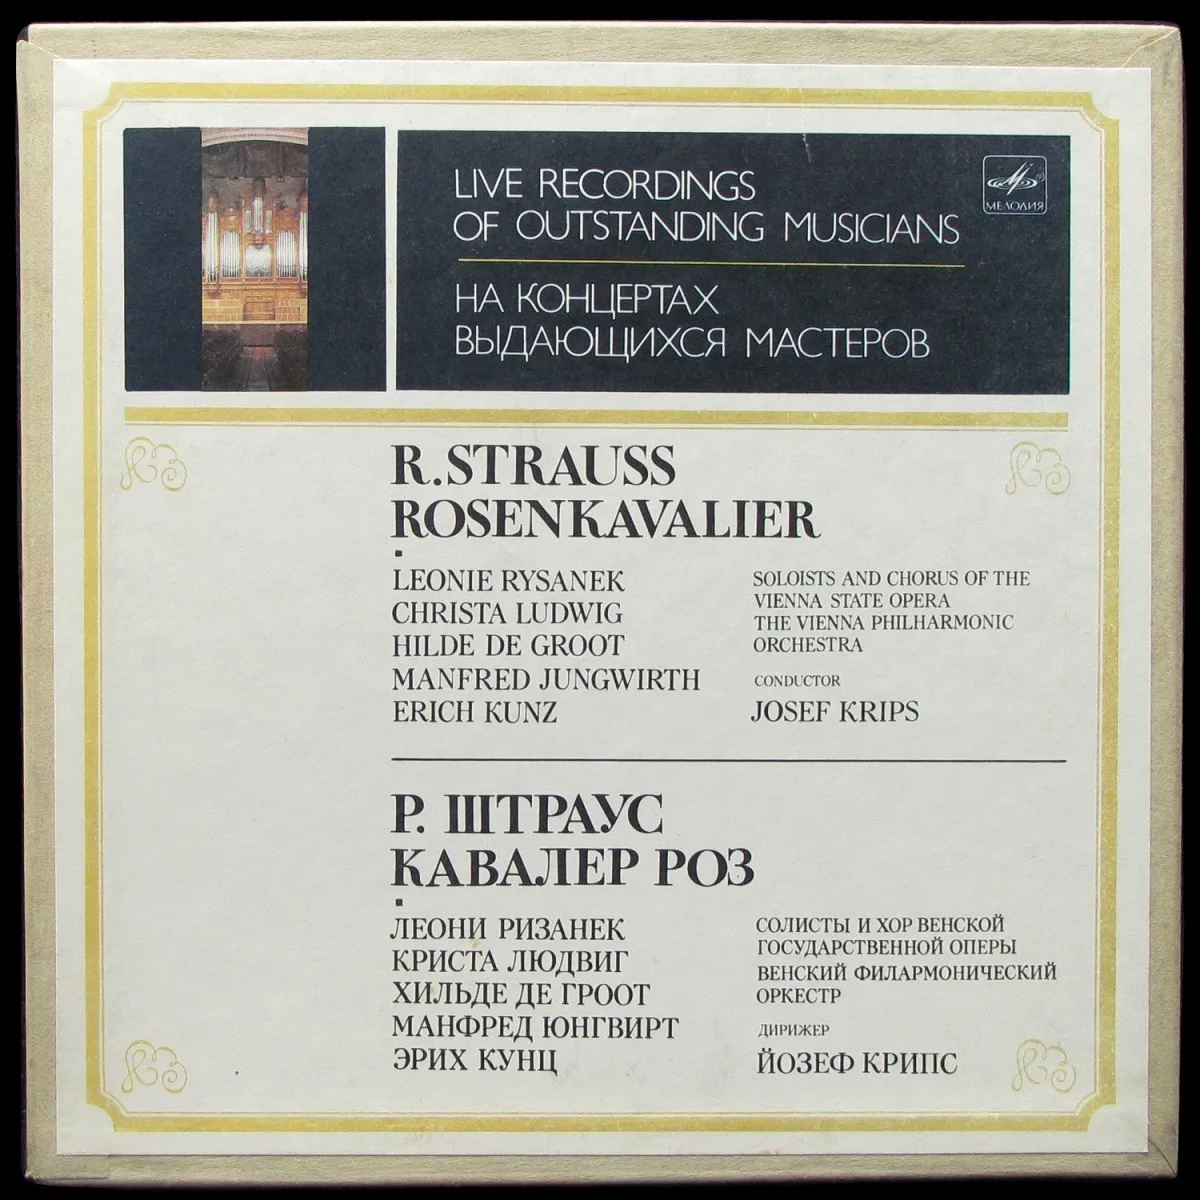 LIVE RECORDINGS
OF OUTSTANDING MUSICIANS
МЕЛОДИЯ
НА КОНЦЕРТАХ
ВЫДАЮЩИХСЯ МАСТЕРОВ
R. STRAUSS
ROSENKAVALIER
LEONIE RYSANEK
CHRISTA LUDWIG
HILDE DE GROOT
MANFRED JUNGWIRTH
ERICH KUNZ
SOLOISTS AND CHORUS OF THE
VIENNA STATE OPERA
THE VIENNA PHILHARMONIC
ORCHESTRA
CONDUCTOR
JOSEF KRIPS
Р. ШТРАУС
КАВАЛЕР РОЗ
ЛЕОНИ РИЗАНЕК
КРИСТА ЛЮДВИГ
ХИЛЬДЕ ДЕ ГРООТ
МАНФРЕД ЮНГВИРТ
ЭРИХ КУНЦ
СОЛИСТЫ И ХОР ВЕНСКОЙ
ГОСУДАРСТВЕННОЙ ОПЕРЫ
ВЕНСКИЙ ФИЛАРМОНИЧЕСКИЙ
ОРКЕСТР
ДИРИЖЕР
ЙОЗЕФ КРИПС